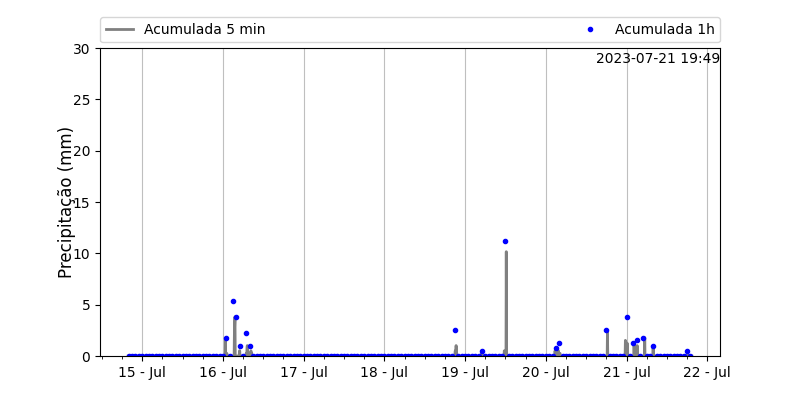 Acumulada 5 min
Acumulada 1h
2023-07-21 19:49
Precipitação (mm)
30
25
20
15
10
5
0
15 - Jul
16 - Jul
17 - Jul
18 - Jul
19 - Jul
20 - Jul
21 - Jul
22 - Jul